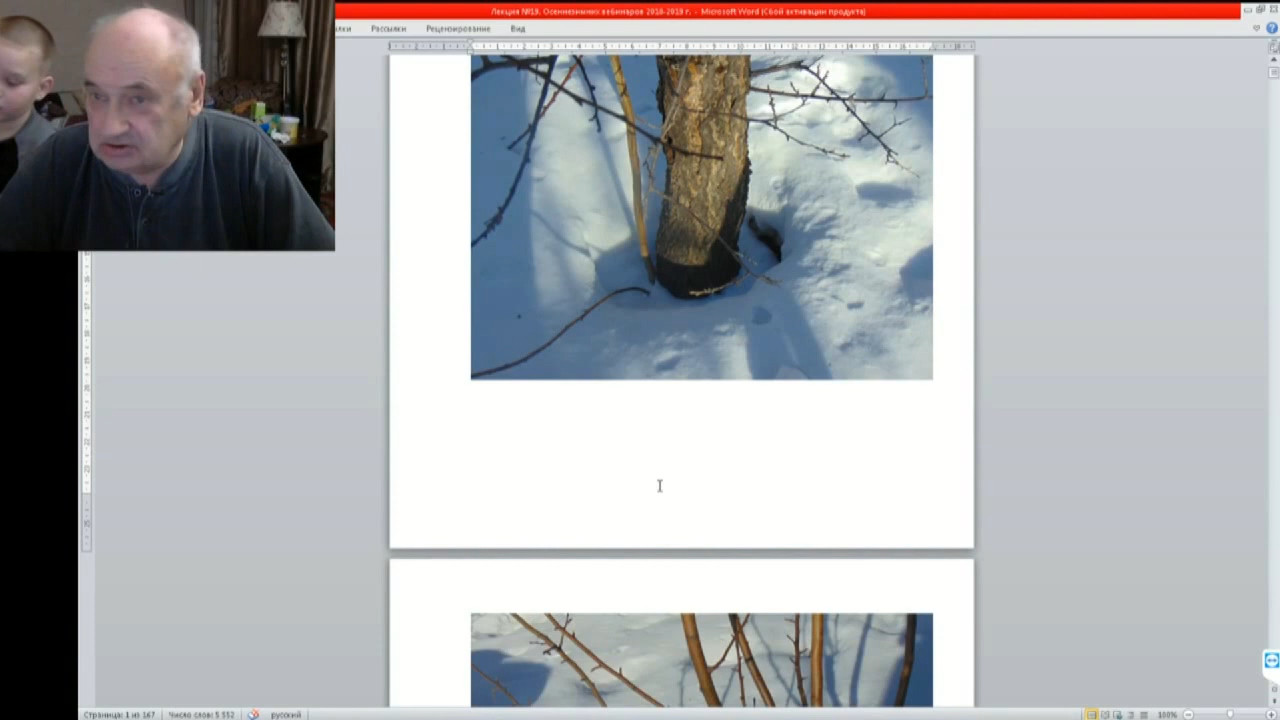 Лекция №19. Осеннезимних вебинаров 2018-2019 г. - Microsoft Word (Сбой активации продукта)
лки Рассылки Рецензирование Вид
Страница: 1 из 167 Число слов: 5 552 русский 100%